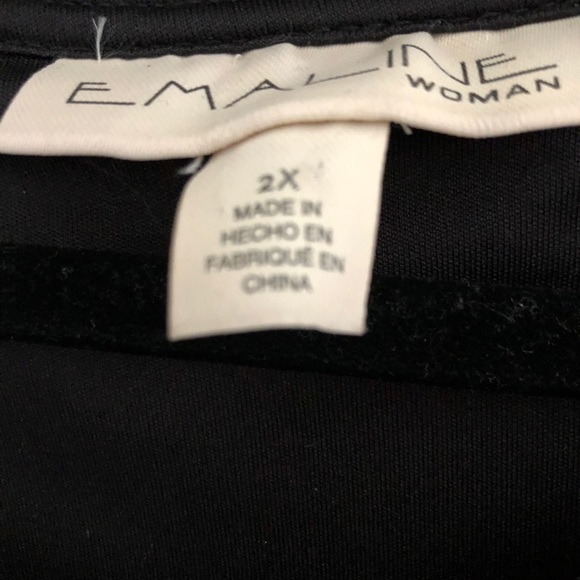 EMALINE
WOMAN
2X
MADE IN
HECHO EN
FABRIQUÉ EN
CHINA